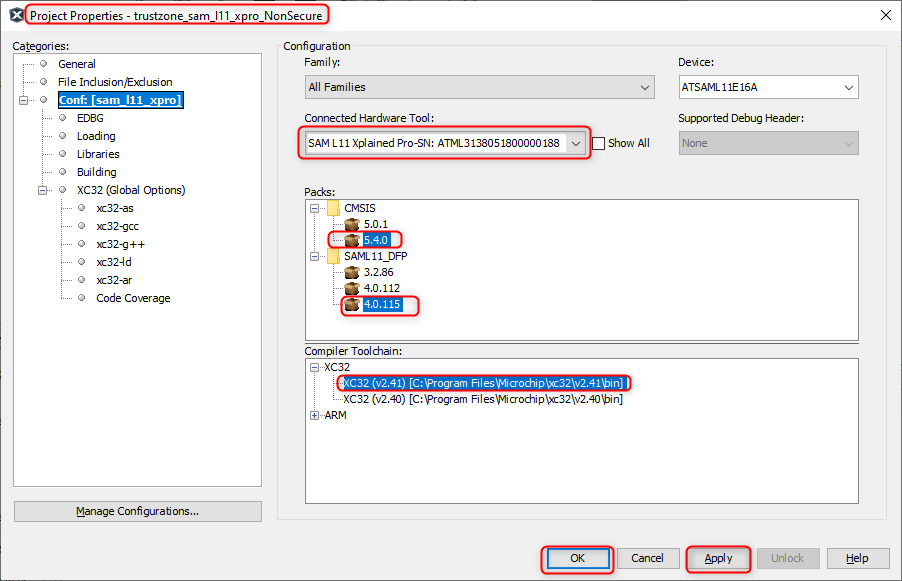 Project Properties - trustzone_sam_l11_xpro_NonSecure
Categories:
General
File Inclusion/Exclusion
Conf: [sam_l11_xpro]
EDBG
Loading
Libraries
Building
XC32 (Global Options)
xc32-as
xc32-gcc
xc32-g++
xc32-ld
xc32-ar
Code Coverage
Manage Configurations...
Configuration
Family:
Device:
All Families
ATSAML11E16A
Connected Hardware Tool:
Supported Debug Header:
SAM L11 Xplained Pro-SN: ATML3138051800000188
Show All
None
Packs:
CMSIS
5.0.1
5.4.0
SAML11_DFP
3.2.86
4.0.112
4.0.115
Compiler Toolchain:
XC32
XC32 (v2.41) [C:\Program Files\Microchip\xc32\v2.41\bin]
XC32 (v2.40) [C:\Program Files\Microchip\xc32\v2.40\bin]
ARM
OK
Cancel
Apply
Unlock
Help